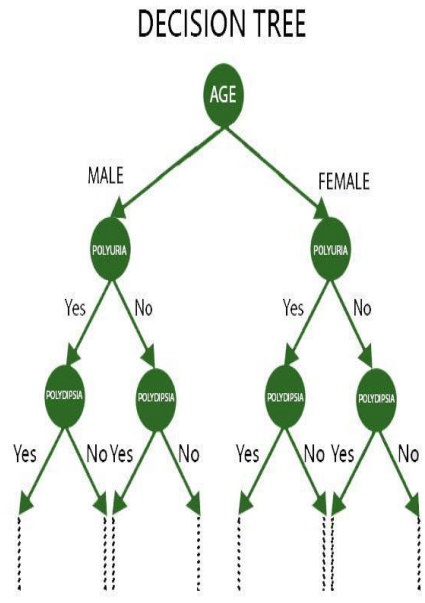 DECISION TREE
AGE
MALE
FEMALE
POLYURIA
POLYURIA
Yes
No
Yes
No
POLYDIPSIA
POLYDIPSIA
POLYDIPSIA
POLYDIPSIA
Yes
No
Yes
No
Yes
No
Yes
No